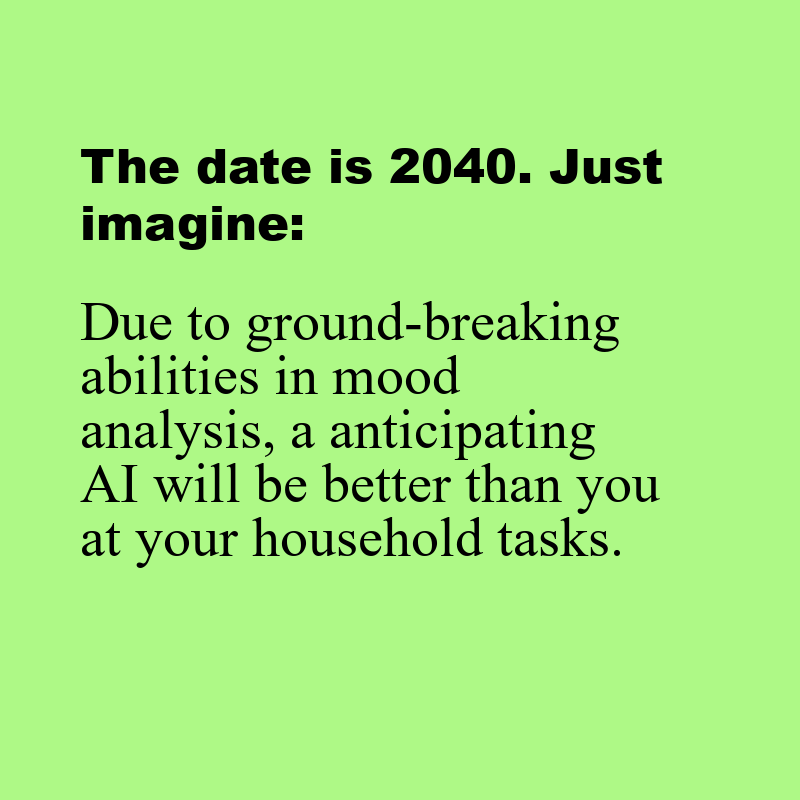 The date is 2040. Just
imagine:
Due to ground-breaking
abilities in mood
analysis, a anticipating
AI will be better than you
at your household tasks.